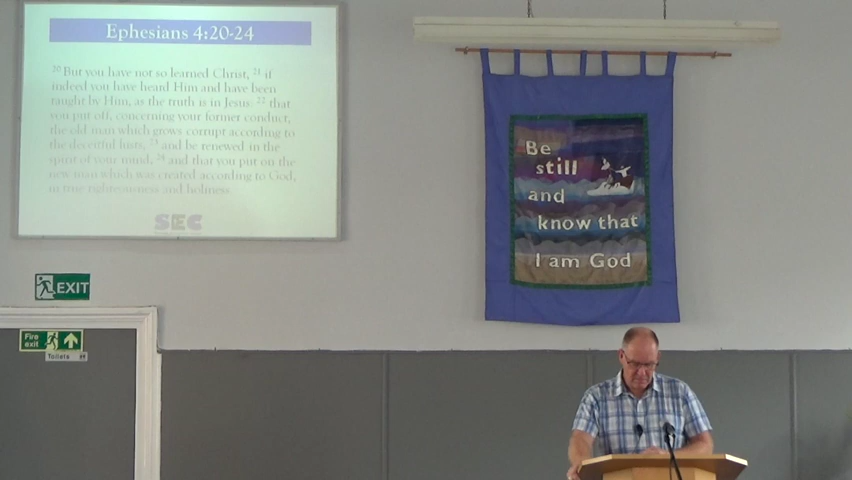 Ephesians 4:20-24
20 But you have not so learned Christ, 21 if
indeed you have heard Him and have been
taught by Him, as the truth is in Jesus: 22 that
you put off, concerning your former conduct,
the old man which grows corrupt according to
the deceitful lusts, 23 and be renewed in the
spirit of your mind, 24 and that you put on the
new man which was created according to God,
in true righteousness and holiness
SEC
Be
still
and
know that
I am God
EXIT
Fire
exit
Toilets